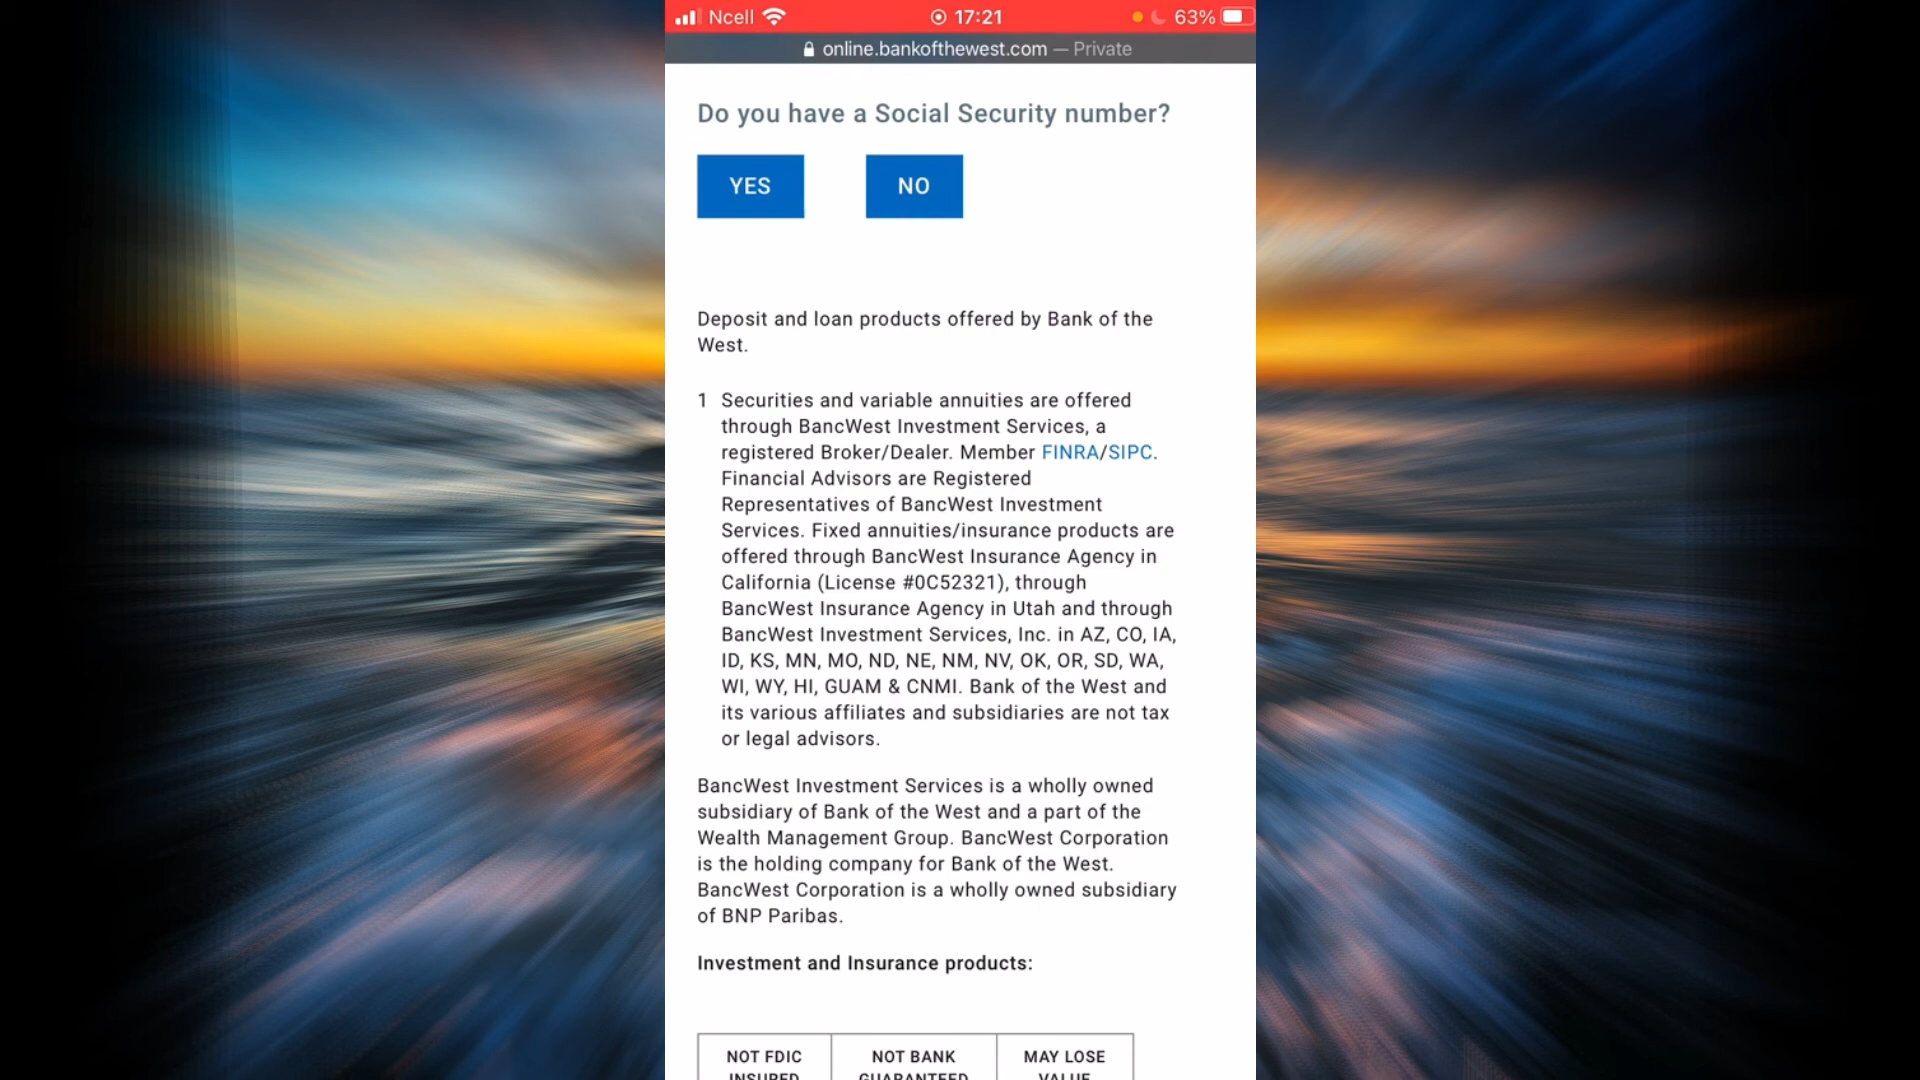 Ncell 17:21 63%
online.bankofthewest.com — Private
Do you have a Social Security number?
YES NO
Deposit and loan products offered by Bank of the
West.
1 Securities and variable annuities are offered
through BancWest Investment Services, a
registered Broker/Dealer. Member FINRA/SIPC.
Financial Advisors are Registered
Representatives of BancWest Investment
Services. Fixed annuities/insurance products are
offered through BancWest Insurance Agency in
California (License #0C52321), through
BancWest Insurance Agency in Utah and through
BancWest Investment Services, Inc. in AZ, CO, IA,
ID, KS, MN, MO, ND, NE, NM, NV, OK, OR, SD, WA,
WI, WY, HI, GUAM & CNMI. Bank of the West and
its various affiliates and subsidiaries are not tax
or legal advisors.
BancWest Investment Services is a wholly owned
subsidiary of Bank of the West and a part of the
Wealth Management Group. BancWest Corporation
is the holding company for Bank of the West.
BancWest Corporation is a wholly owned subsidiary
of BNP Paribas.
Investment and Insurance products:
NOT FDIC NOT BANK MAY LOSE
INSURED GUARANTEED VALUE